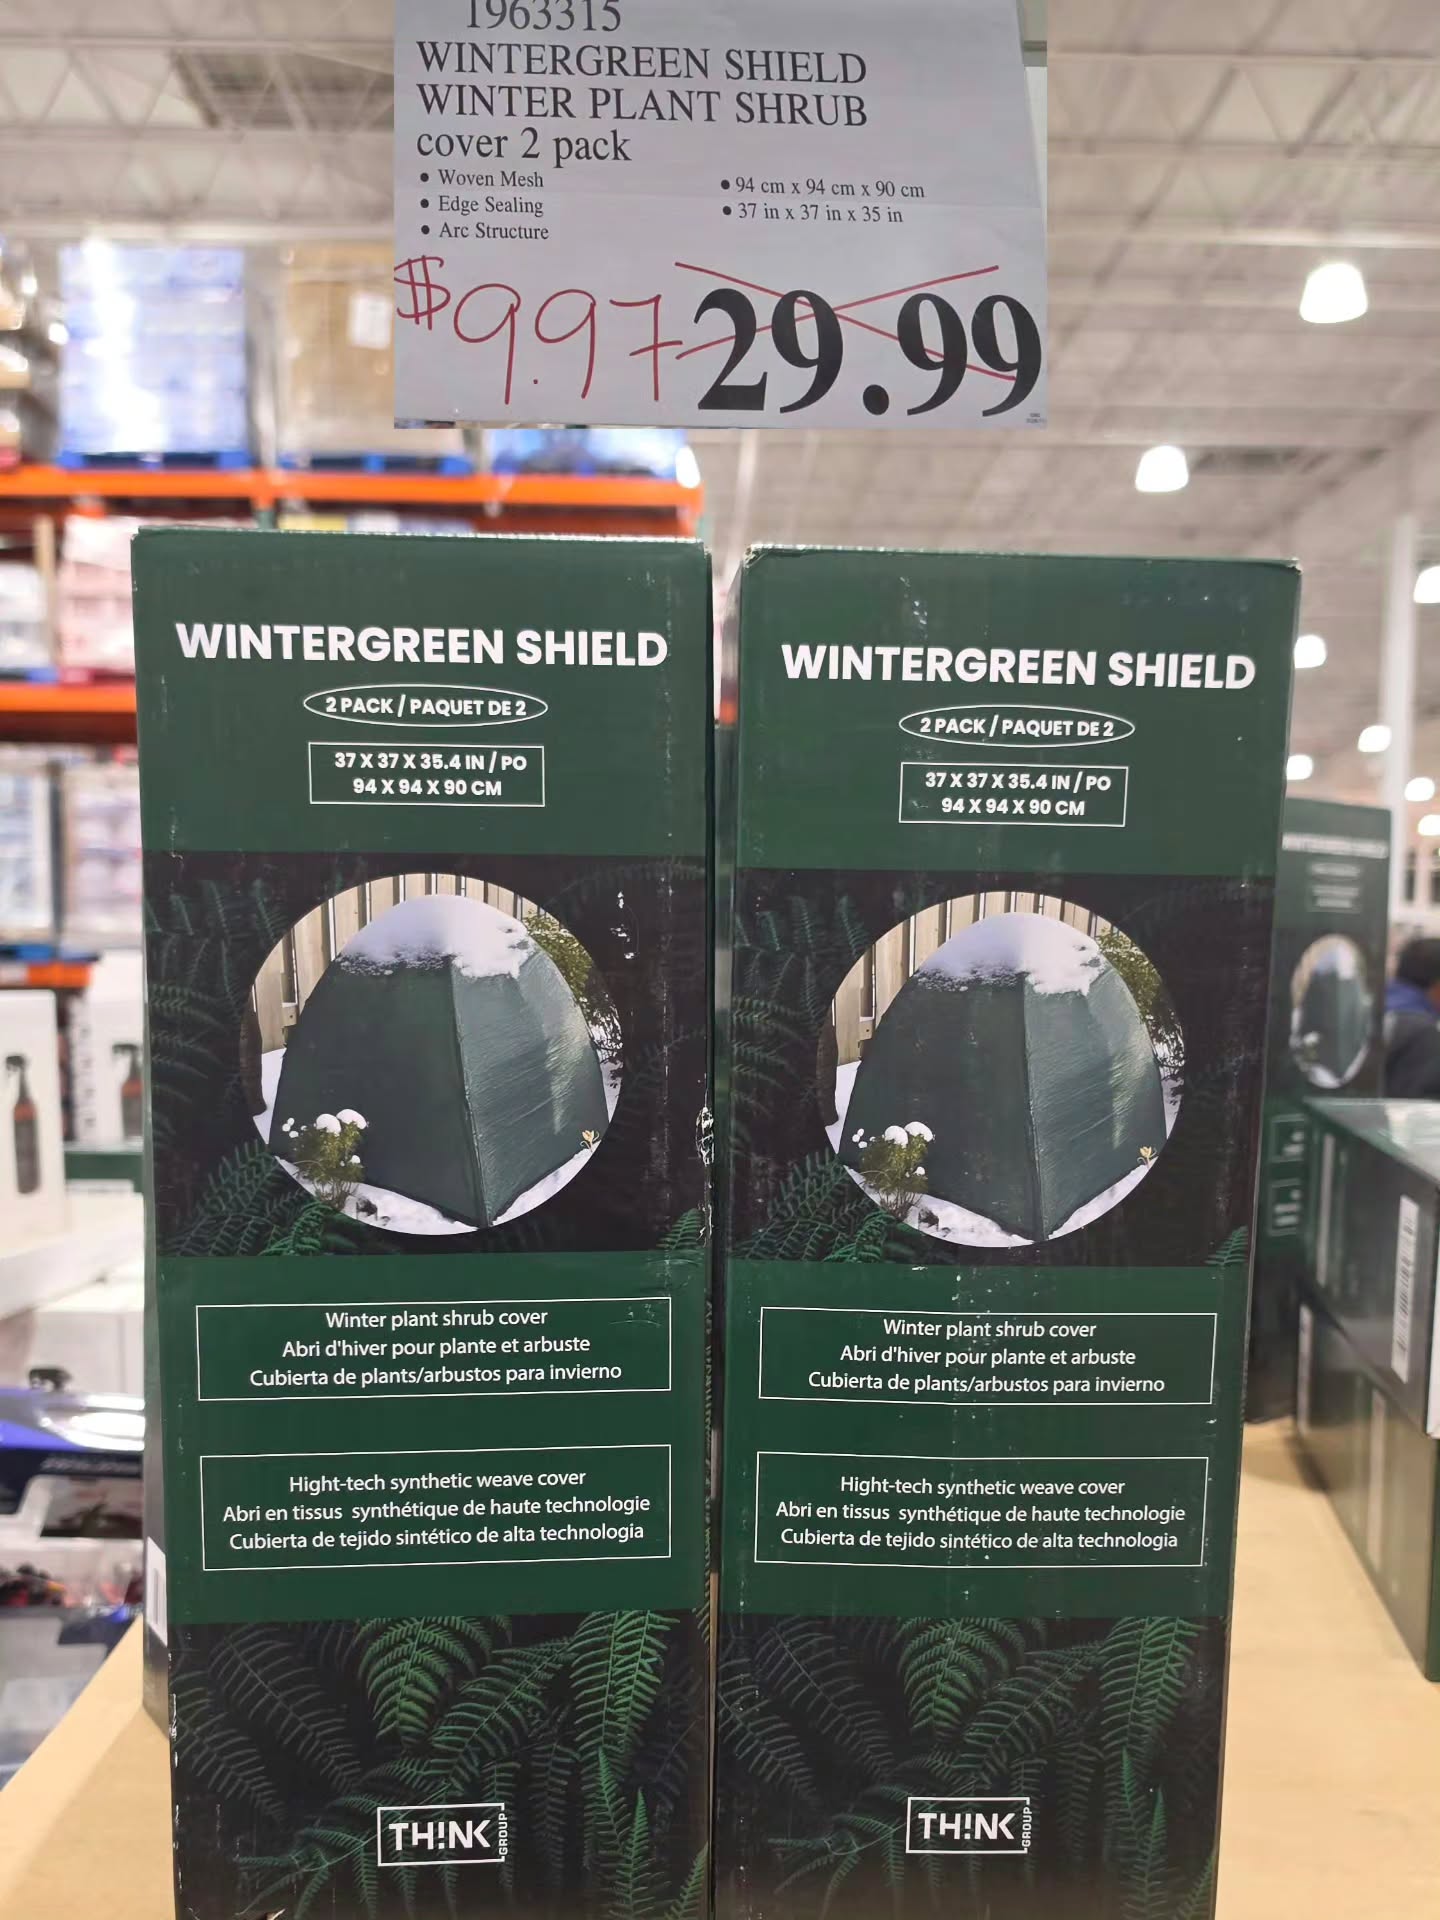 1963315
WINTERGREEN SHIELD
WINTER PLANT SHRUB
cover 2 pack
• Woven Mesh
• Edge Sealing
• Arc Structure
• 94 cm x 94 cm x 90 cm
• 37 in x 37 in x 35 in
$9.97 29.99
WINTERGREEN SHIELD
2 PACK / PAQUET DE 2
37 X 37 X 35.4 IN / PO
94 X 94 X 90 CM
Winter plant shrub cover
Abri d'hiver pour plante et arbuste
Cubierta de plants/arbustos para invierno
Hight-tech synthetic weave cover
Abri en tissus synthétique de haute technologie
Cubierta de tejido sintético de alta technologia
TH!NK
GROUP
WINTERGREEN SHIELD
2 PACK / PAQUET DE 2
37 X 37 X 35.4 IN / PO
94 X 94 X 90 CM
Winter plant shrub cover
Abri d'hiver pour plante et arbuste
Cubierta de plants/arbustos para invierno
Hight-tech synthetic weave cover
Abri en tissus synthétique de haute technologie
Cubierta de tejido sintético de alta technologia
TH!NK
GROUP
WINTERGREEN SHIELD